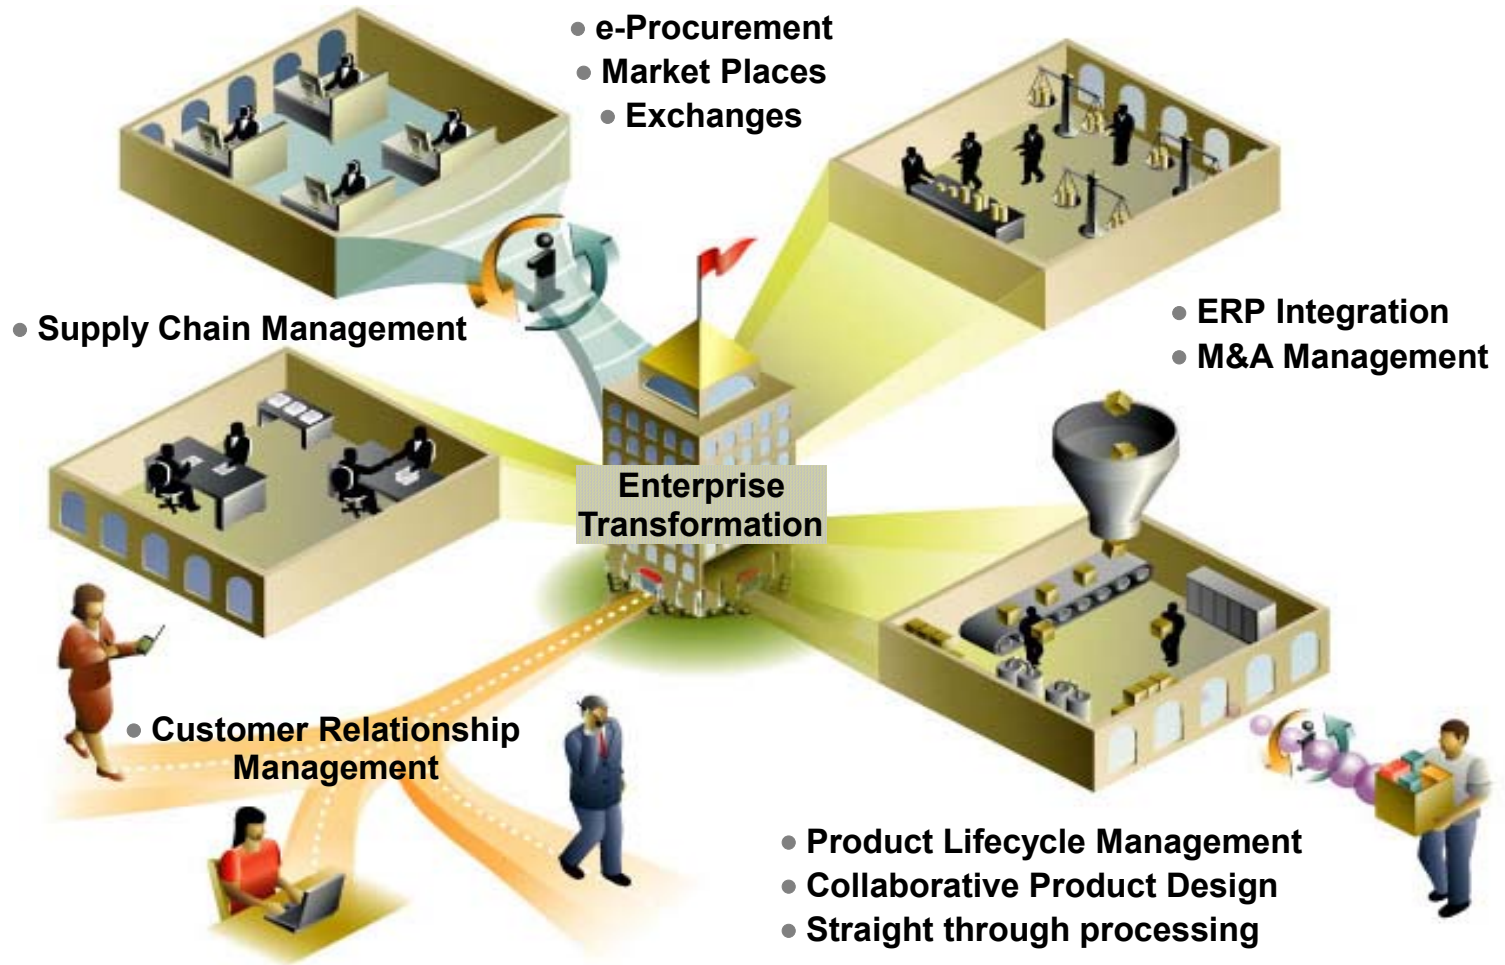 • e-Procurement
• Market Places
• Exchanges
• Supply Chain Management
• ERP Integration
• M&A Management
Enterprise
Transformation
• Customer Relationship
Management
• Product Lifecycle Management
• Collaborative Product Design
• Straight through processing